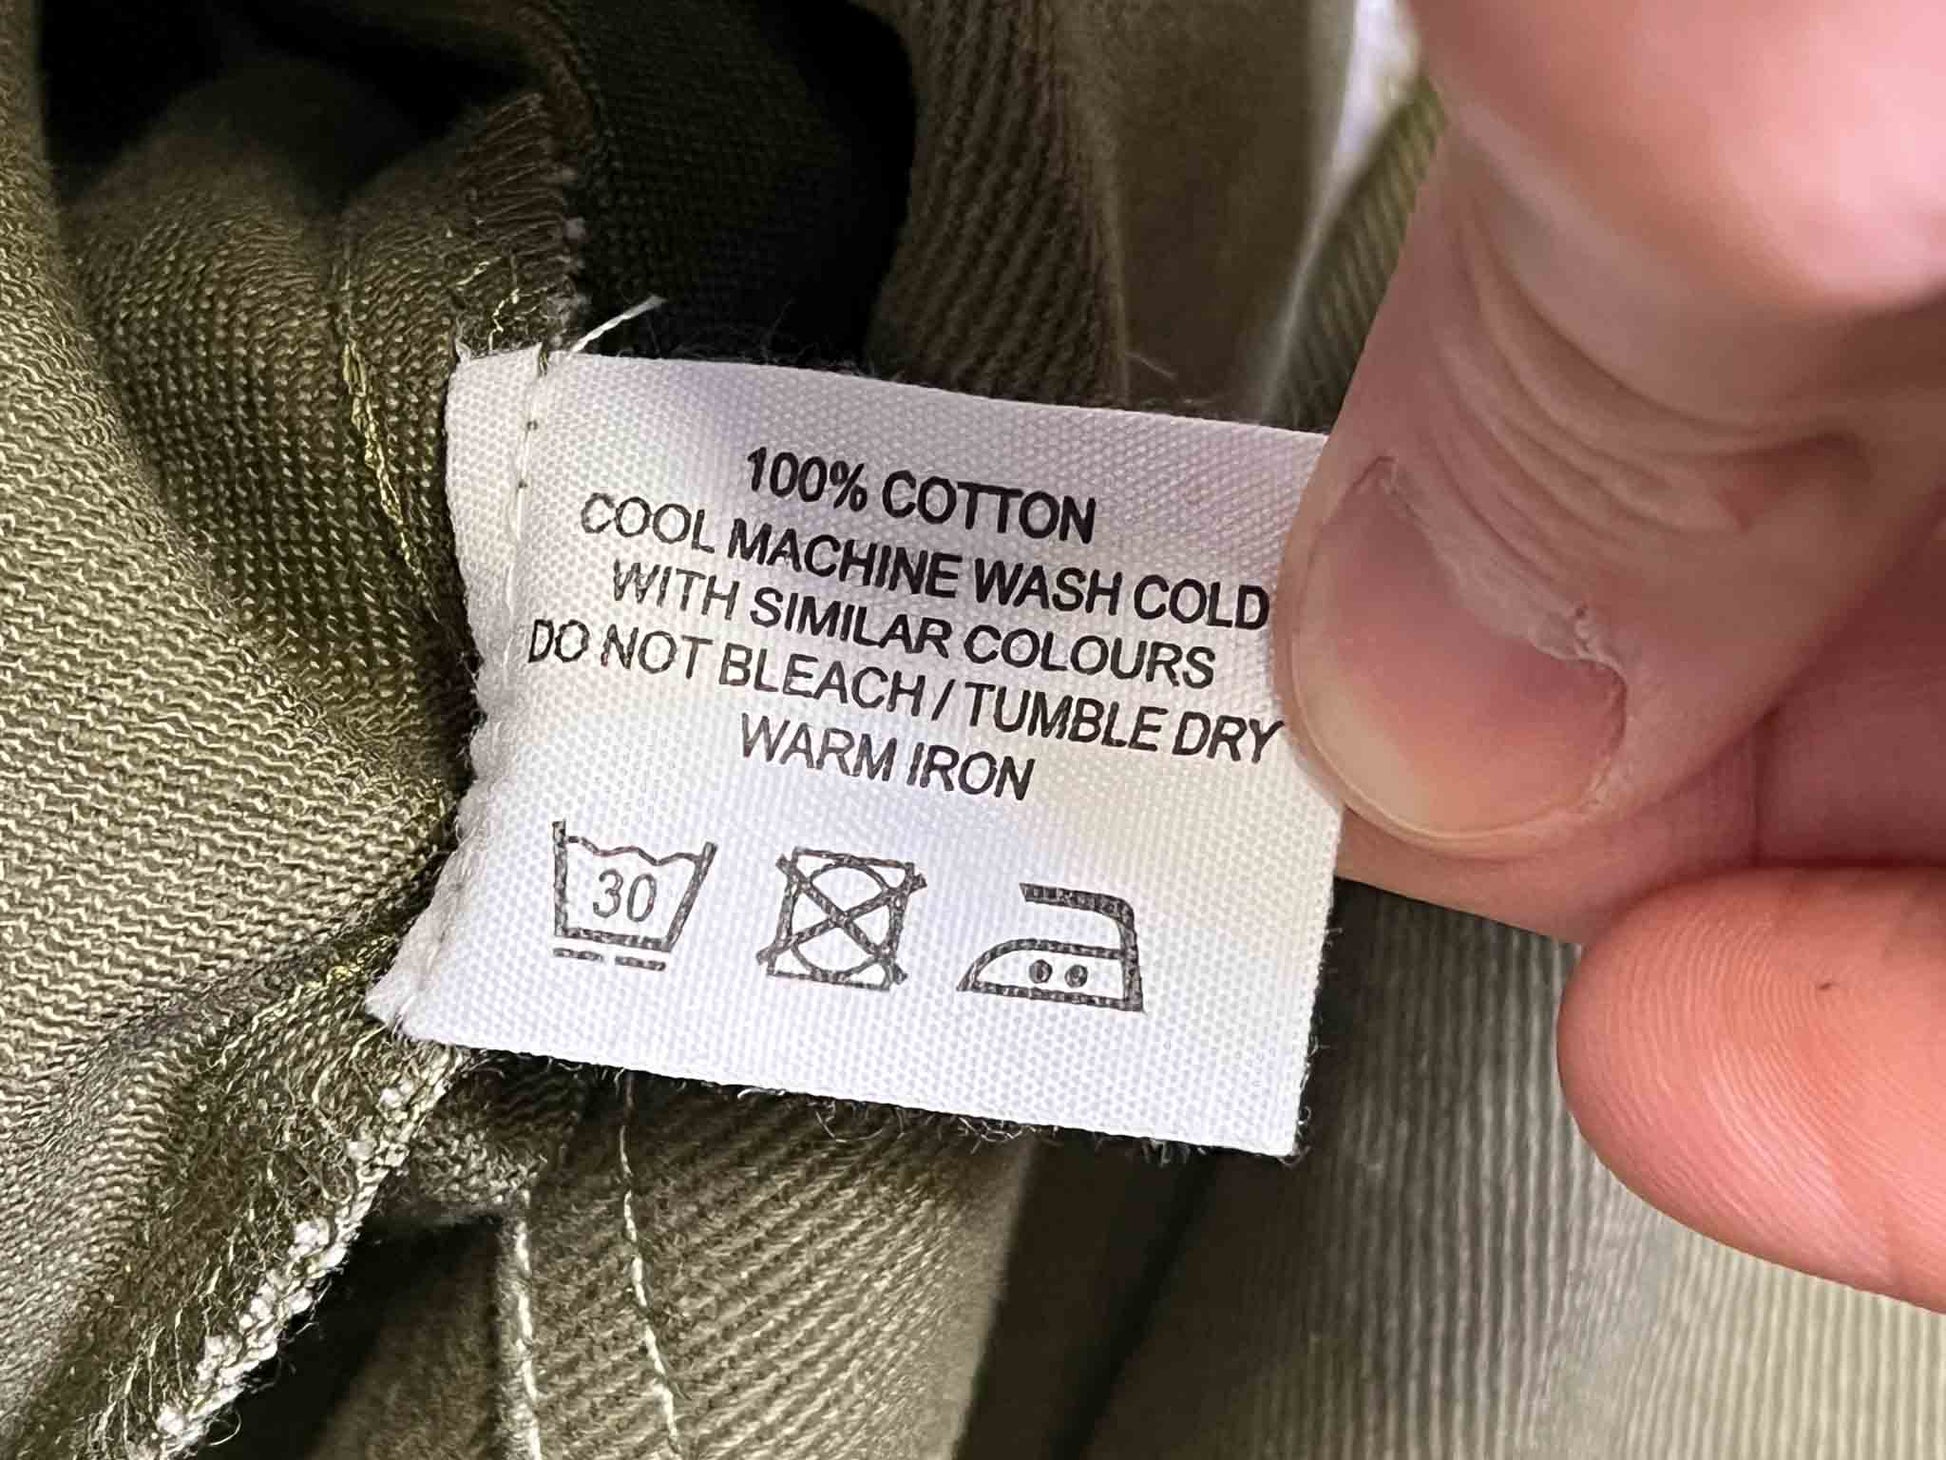 100% COTTON
COOL MACHINE WASH COLD
WITH SIMILAR COLOURS
DO NOT BLEACH / TUMBLE DRY
WARM IRON
30